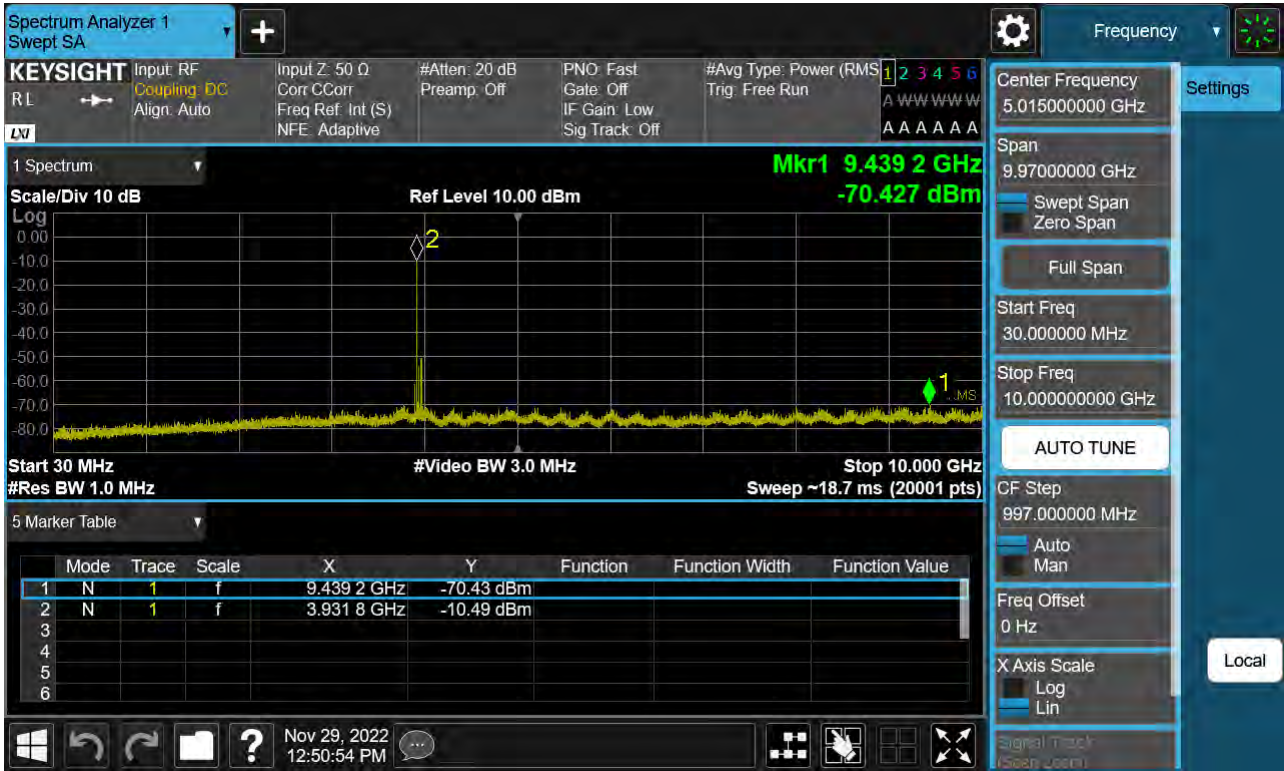 Spectrum Analyzer 1
Swept SA
Frequency
KEYSIGHT
RL
LXI
Input: RF
Coupling: DC
Align: Auto
Input Z: 50 Ω
Corr CCorr
Freq Ref: Int (S)
NFE: Adaptive
#Atten: 20 dB
Preamp: Off
PNO: Fast
Gate: Off
IF Gain: Low
Sig Track: Off
#Avg Type: Power (RMS
Trig: Free Run
1 2 3 4 5 6
A W W W W W
A A A A A A
1 Spectrum
Mkr1 9.439 2 GHz
-70.427 dBm
Scale/Div 10 dB
Ref Level 10.00 dBm
Log
0.00
-10.0
-20.0
-30.0
-40.0
-50.0
-60.0
-70.0
-80.0
2
1
Start 30 MHz
#Video BW 3.0 MHz
Stop 10.000 GHz
#Res BW 1.0 MHz
Sweep ~18.7 ms (20001 pts)
5 Marker Table
Mode Trace Scale X Y Function Function Width Function Value
1 N 1 f 9.439 2 GHz -70.43 dBm
2 N 1 f 3.931 8 GHz -10.49 dBm
3
4
5
6
Nov 29, 2022
12:50:54 PM
Center Frequency
5.015000000 GHz
Span
9.97000000 GHz
Swept Span
Zero Span
Full Span
Start Freq
30.000000 MHz
Stop Freq
10.000000000 GHz
AUTO TUNE
CF Step
997.000000 MHz
Auto
Man
Freq Offset
0 Hz
X Axis Scale
Log
Lin
Signal Track
(Span Zoom)
Settings
Local